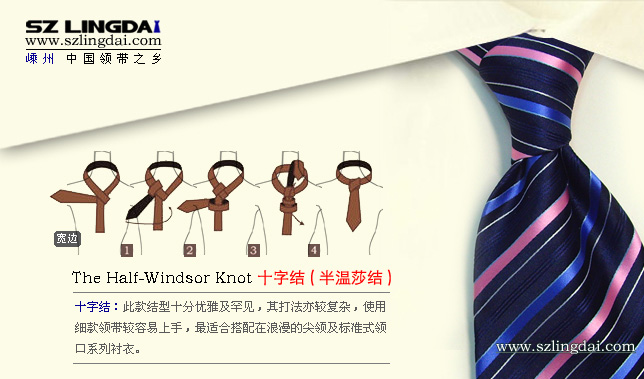 SZ LINGDAI
www.szlingdai.com
嵊州 中国领带之乡
宽边
1 2 3 4
The Half-Windsor Knot 十字结 ( 半温莎结 )
十字结：此款结型十分优雅及罕见，其打法亦较复杂，使用
细款领带较容易上手，最适合搭配在浪漫的尖领及标准式领
口系列衬衣。
www.szlingdai.com